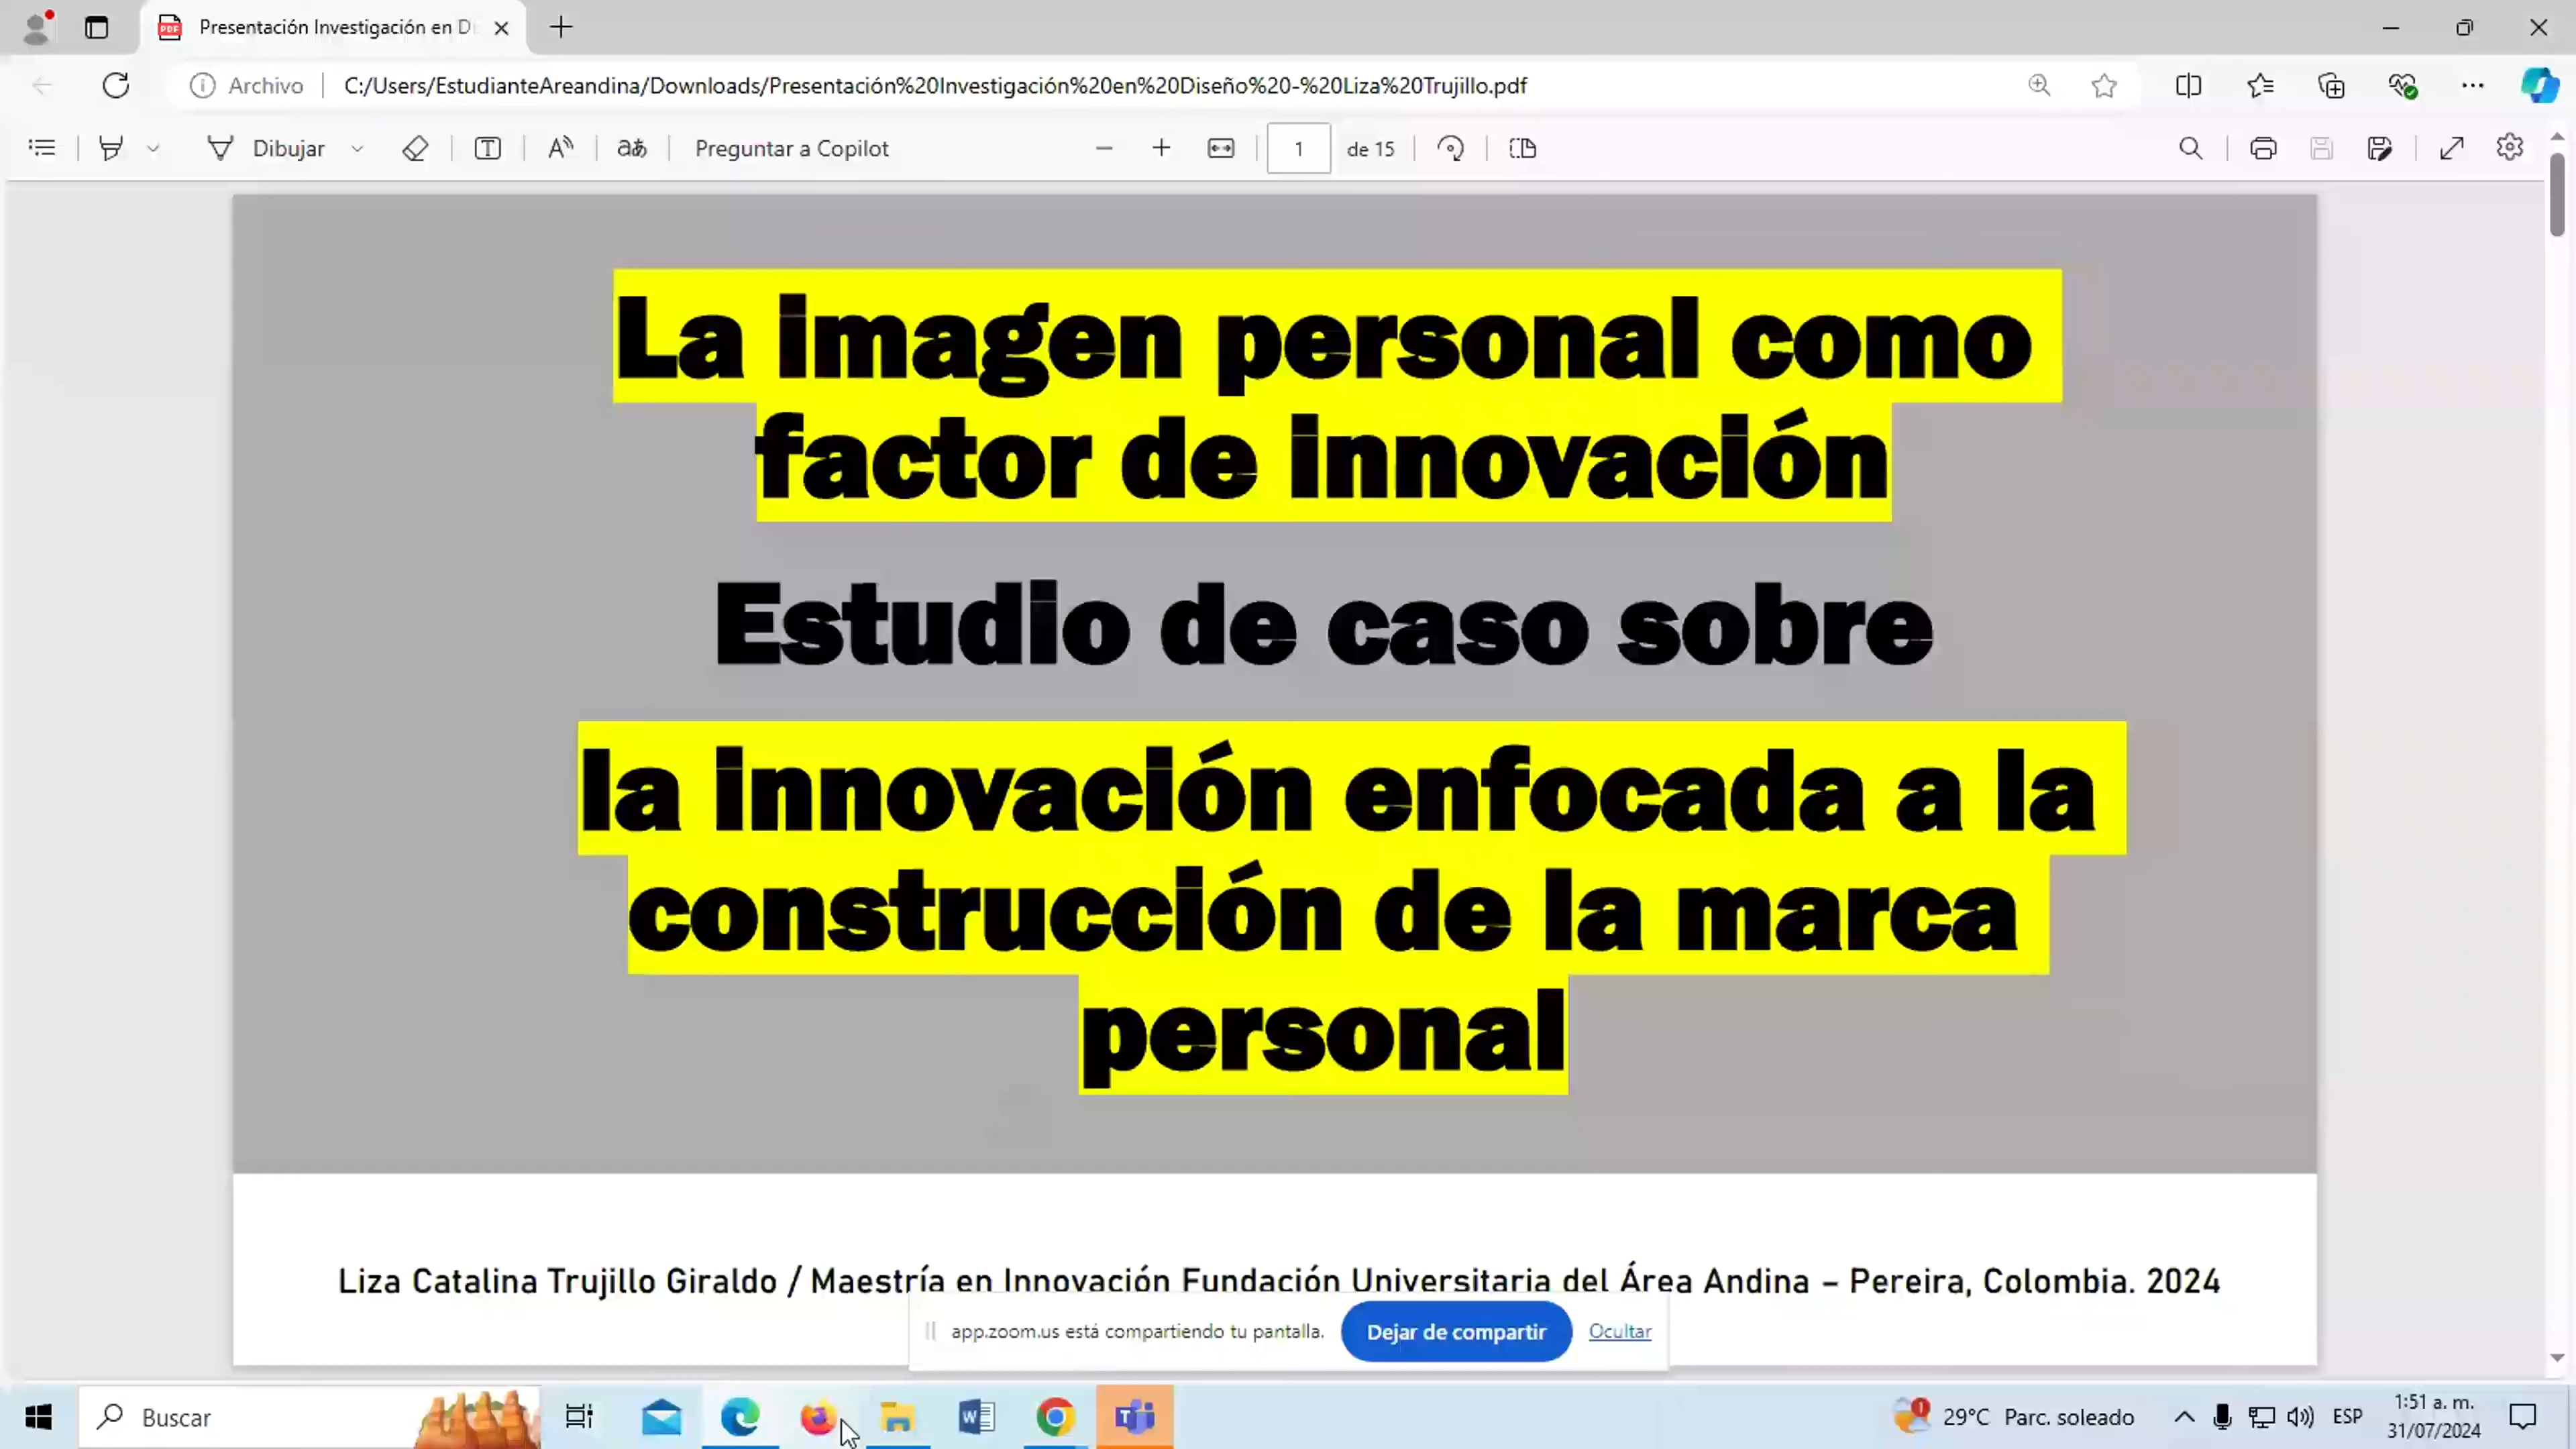 Presentación Investigación en D
Archivo
C:/Users/EstudianteAreandina/Downloads/Presentación%20Investigación%20en%20Diseño%20-%20Liza%20Trujillo.pdf
Dibujar
Preguntar a Copilot
1 de 15
La imagen personal como
factor de innovación
Estudio de caso sobre
la innovación enfocada a la
construcción de la marca
personal
Liza Catalina Trujillo Giraldo / Maestría en Innovación Fundación Universitaria del Área Andina – Pereira, Colombia. 2024
app.zoom.us está compartiendo tu pantalla.
Dejar de compartir
Ocultar
Buscar
29°C Parc. soleado
ESP
1:51 a. m.
31/07/2024